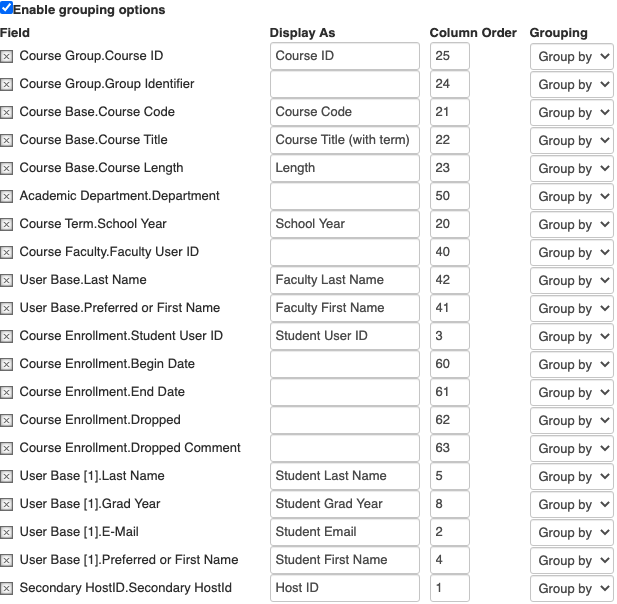 Enable grouping options
Field Display As Column Order Grouping
Course Group.Course ID Course ID 25 Group by
Course Group.Group Identifier 24 Group by
Course Base.Course Code Course Code 21 Group by
Course Base.Course Title Course Title (with term) 22 Group by
Course Base.Course Length Length 23 Group by
Academic Department.Department 50 Group by
Course Term.School Year School Year 20 Group by
Course Faculty.Faculty User ID 40 Group by
User Base.Last Name Faculty Last Name 42 Group by
User Base.Preferred or First Name Faculty First Name 41 Group by
Course Enrollment.Student User ID Student User ID 3 Group by
Course Enrollment.Begin Date 60 Group by
Course Enrollment.End Date 61 Group by
Course Enrollment.Dropped 62 Group by
Course Enrollment.Dropped Comment 63 Group by
User Base [1].Last Name Student Last Name 5 Group by
User Base [1].Grad Year Student Grad Year 8 Group by
User Base [1].E-Mail Student Email 2 Group by
User Base [1].Preferred or First Name Student First Name 4 Group by
Secondary HostID.Secondary HostId Host ID 1 Group by